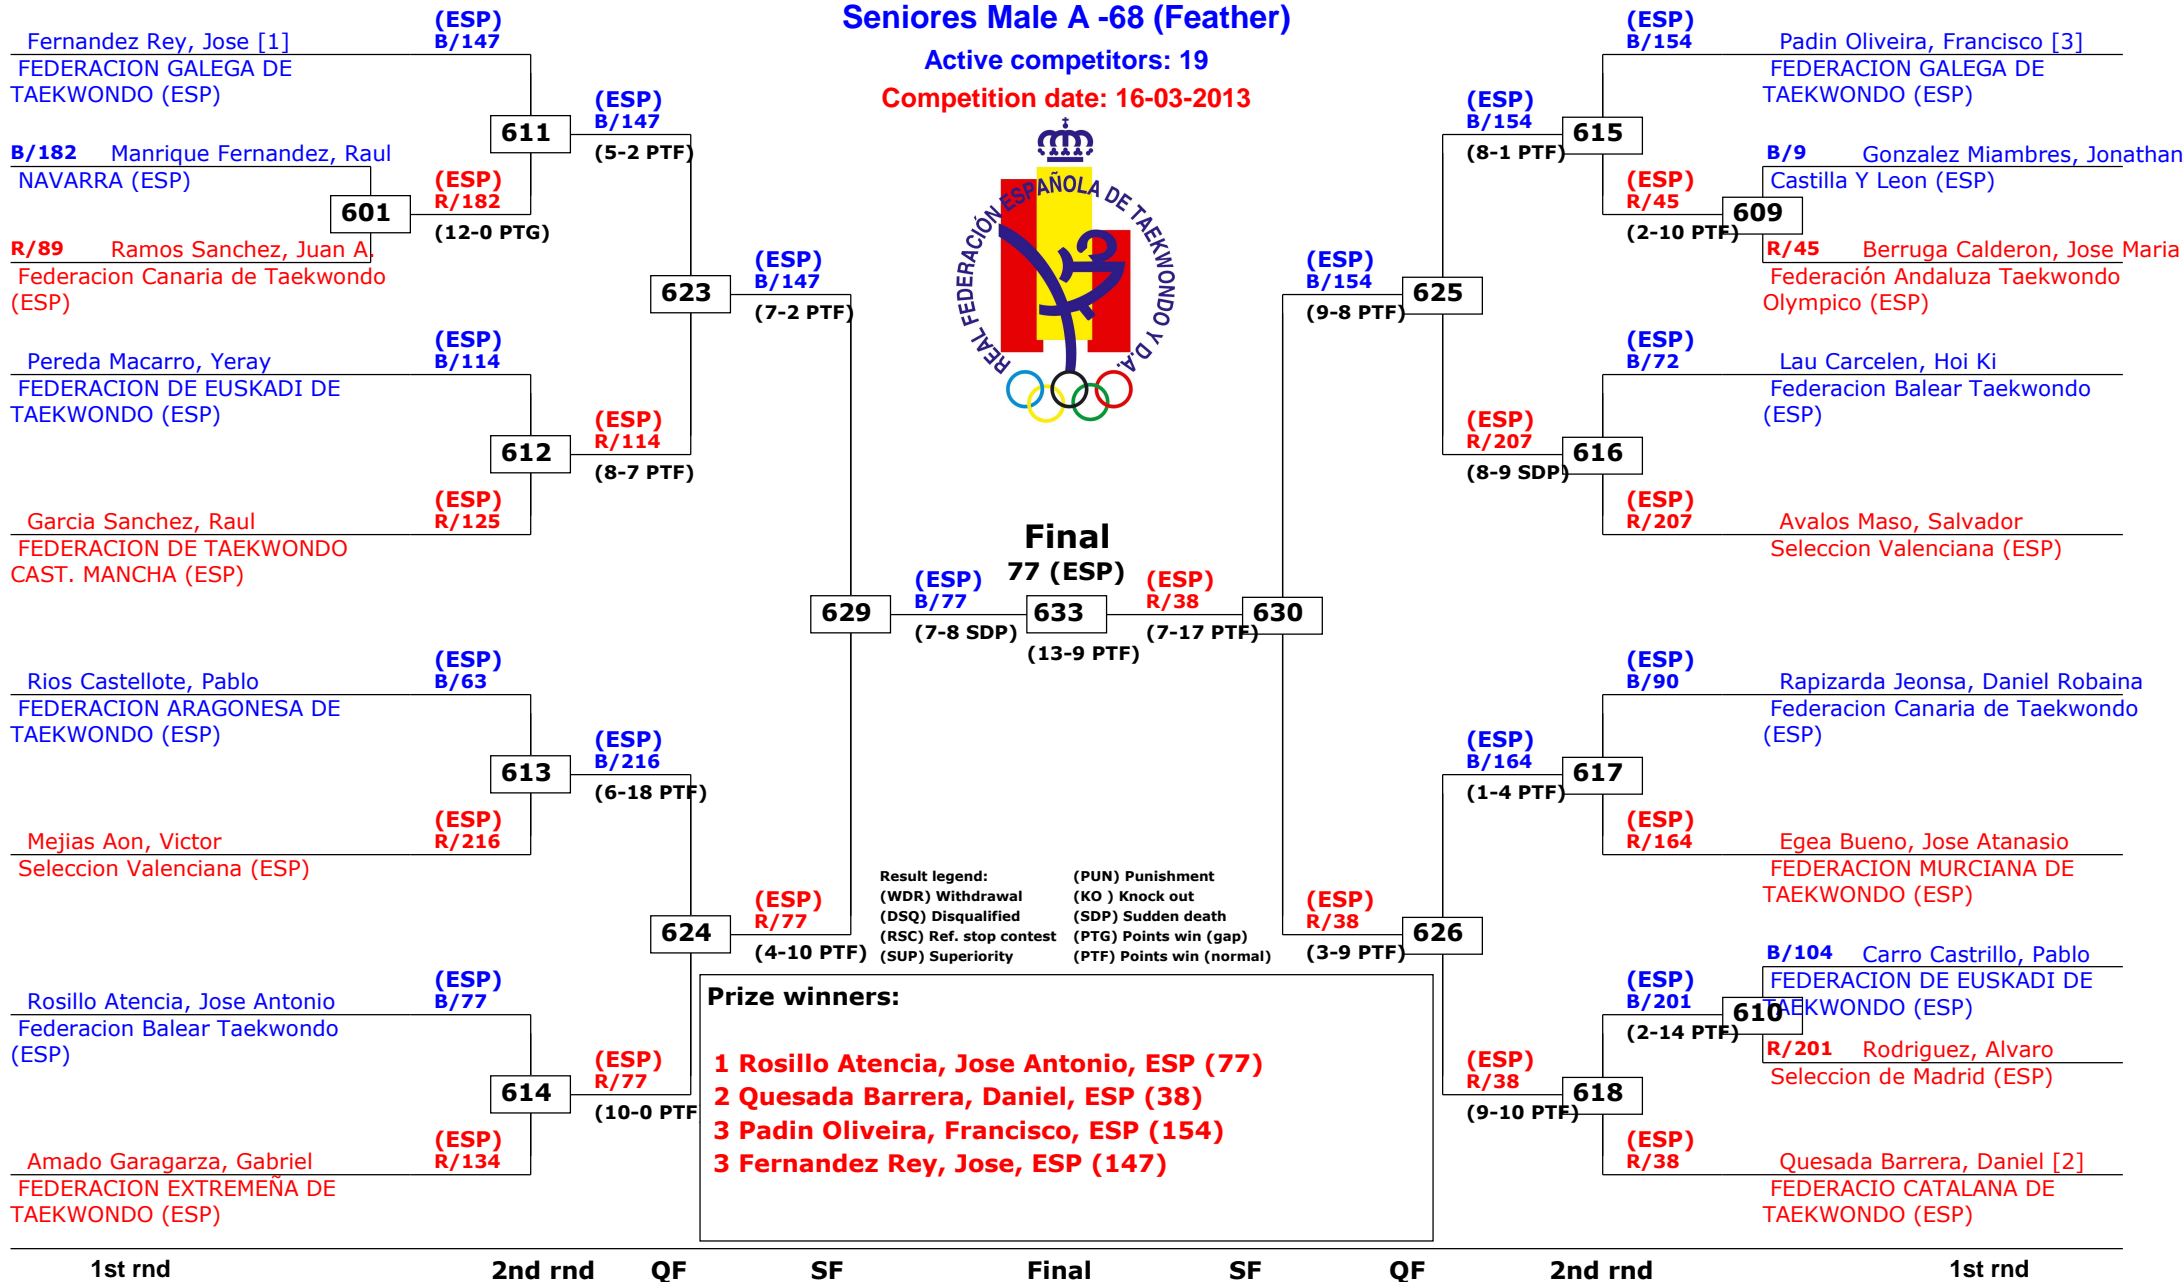 Seniores Male A -68 (Feather)
Active competitors: 19
Competition date: 16-03-2013
REAL FEDERACIÓN ESPAÑOLA DE TAEKWONDO Y D.A.
Fernandez Rey, Jose [1]
(ESP)
B/147
FEDERACION GALEGA DE
TAEKWONDO (ESP)
611
(ESP)
B/147
(5-2 PTF)
B/182 Manrique Fernandez, Raul
NAVARRA (ESP)
601
(ESP)
R/182
(12-0 PTG)
R/89 Ramos Sanchez, Juan A.
Federacion Canaria de Taekwondo
(ESP)
623
(ESP)
B/147
(7-2 PTF)
Pereda Macarro, Yeray
(ESP)
B/114
FEDERACION DE EUSKADI DE
TAEKWONDO (ESP)
612
(ESP)
R/114
(8-7 PTF)
Garcia Sanchez, Raul
(ESP)
R/125
FEDERACION DE TAEKWONDO
CAST. MANCHA (ESP)
629
(ESP)
B/77
(7-8 SDP)
Final
77 (ESP)
633
(13-9 PTF)
(ESP)
R/38
(7-17 PTF)
630
Rios Castellote, Pablo
(ESP)
B/63
FEDERACION ARAGONESA DE
TAEKWONDO (ESP)
613
(ESP)
B/216
(6-18 PTF)
Mejias Aon, Victor
(ESP)
R/216
Seleccion Valenciana (ESP)
624
(ESP)
R/77
(4-10 PTF)
Rosillo Atencia, Jose Antonio
(ESP)
B/77
Federacion Balear Taekwondo
(ESP)
614
(ESP)
R/77
(10-0 PTF
Amado Garagarza, Gabriel
(ESP)
R/134
FEDERACION EXTREMEÑA DE
TAEKWONDO (ESP)
(ESP)
B/154
Padin Oliveira, Francisco [3]
FEDERACION GALEGA DE
TAEKWONDO (ESP)
(ESP)
B/154
(8-1 PTF)
615
B/9 Gonzalez Miambres, Jonathan
Castilla Y Leon (ESP)
(ESP)
R/45
(2-10 PTF)
609
R/45 Berruga Calderon, Jose Maria
Federación Andaluza Taekwondo
Olympico (ESP)
(ESP)
B/154
(9-8 PTF)
625
(ESP)
B/72
Lau Carcelen, Hoi Ki
Federacion Balear Taekwondo
(ESP)
(ESP)
R/207
(8-9 SDP)
616
(ESP)
R/207
Avalos Maso, Salvador
Seleccion Valenciana (ESP)
(ESP)
B/90
Rapizarda Jeonsa, Daniel Robaina
Federacion Canaria de Taekwondo
(ESP)
(ESP)
B/164
(1-4 PTF)
617
(ESP)
R/164
Egea Bueno, Jose Atanasio
FEDERACION MURCIANA DE
TAEKWONDO (ESP)
(ESP)
R/38
(3-9 PTF)
626
B/104 Carro Castrillo, Pablo
FEDERACION DE EUSKADI DE
TAEKWONDO (ESP)
(ESP)
B/201
(2-14 PTF)
610
R/201 Rodriguez, Alvaro
Seleccion de Madrid (ESP)
(ESP)
R/38
(9-10 PTF)
618
(ESP)
R/38
Quesada Barrera, Daniel [2]
FEDERACIO CATALANA DE
TAEKWONDO (ESP)
Result legend: (PUN) Punishment
(WDR) Withdrawal (KO ) Knock out
(DSQ) Disqualified (SDP) Sudden death
(RSC) Ref. stop contest (PTG) Points win (gap)
(SUP) Superiority (PTF) Points win (normal)
Prize winners:
1 Rosillo Atencia, Jose Antonio, ESP (77)
2 Quesada Barrera, Daniel, ESP (38)
3 Padin Oliveira, Francisco, ESP (154)
3 Fernandez Rey, Jose, ESP (147)
1st rnd 2nd rnd QF SF Final SF QF 2nd rnd 1st rnd